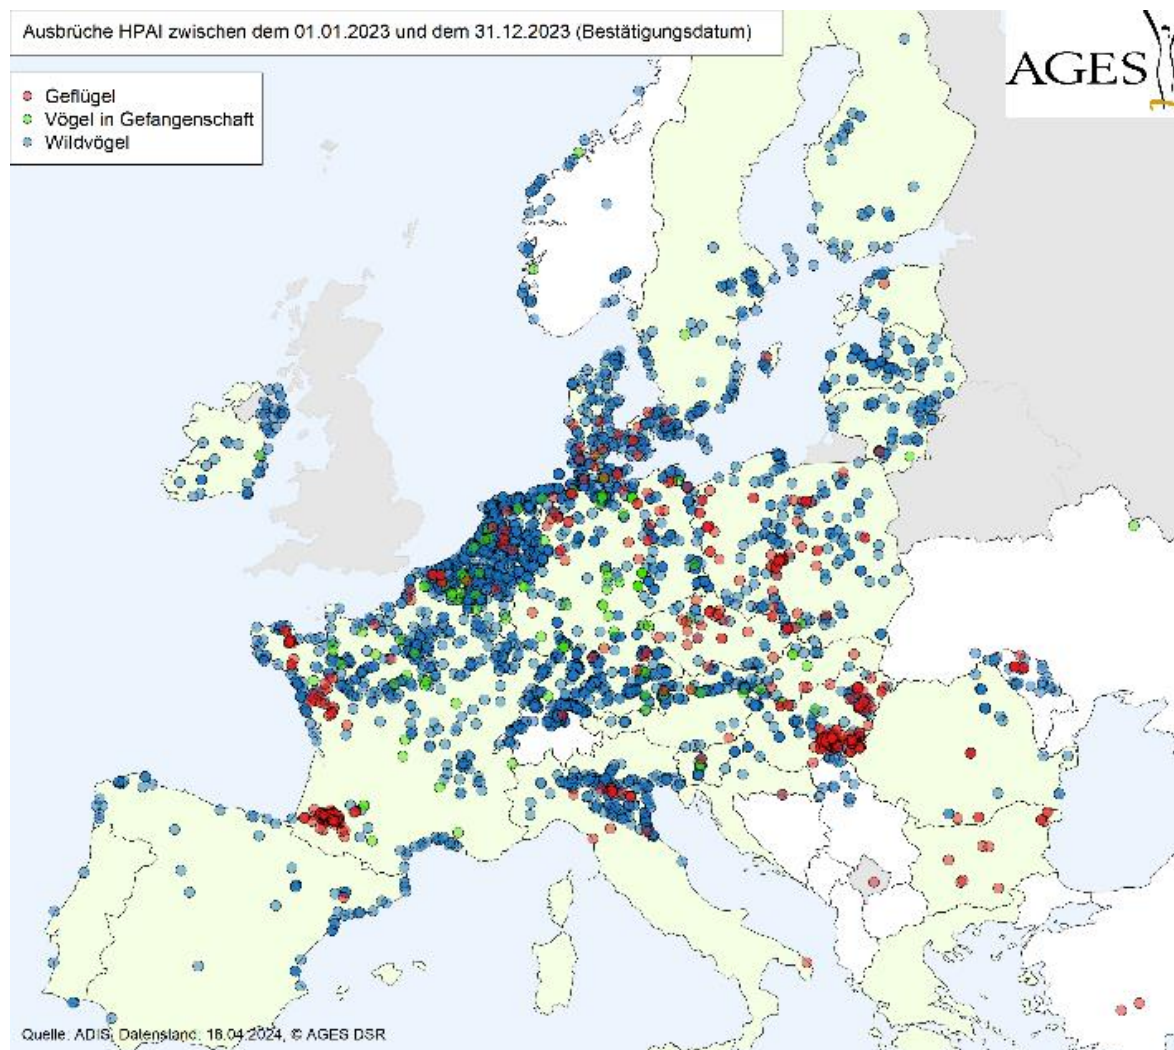 Ausbrüche HPAI zwischen dem 01.01.2023 und dem 31.12.2023 (Bestätigungsdatum)
AGES
Geflügel
Vögel in Gefangenschaft
Wildvögel
Quelle: ADIS, Datenstand: 18.04.2024, © AGES DSR